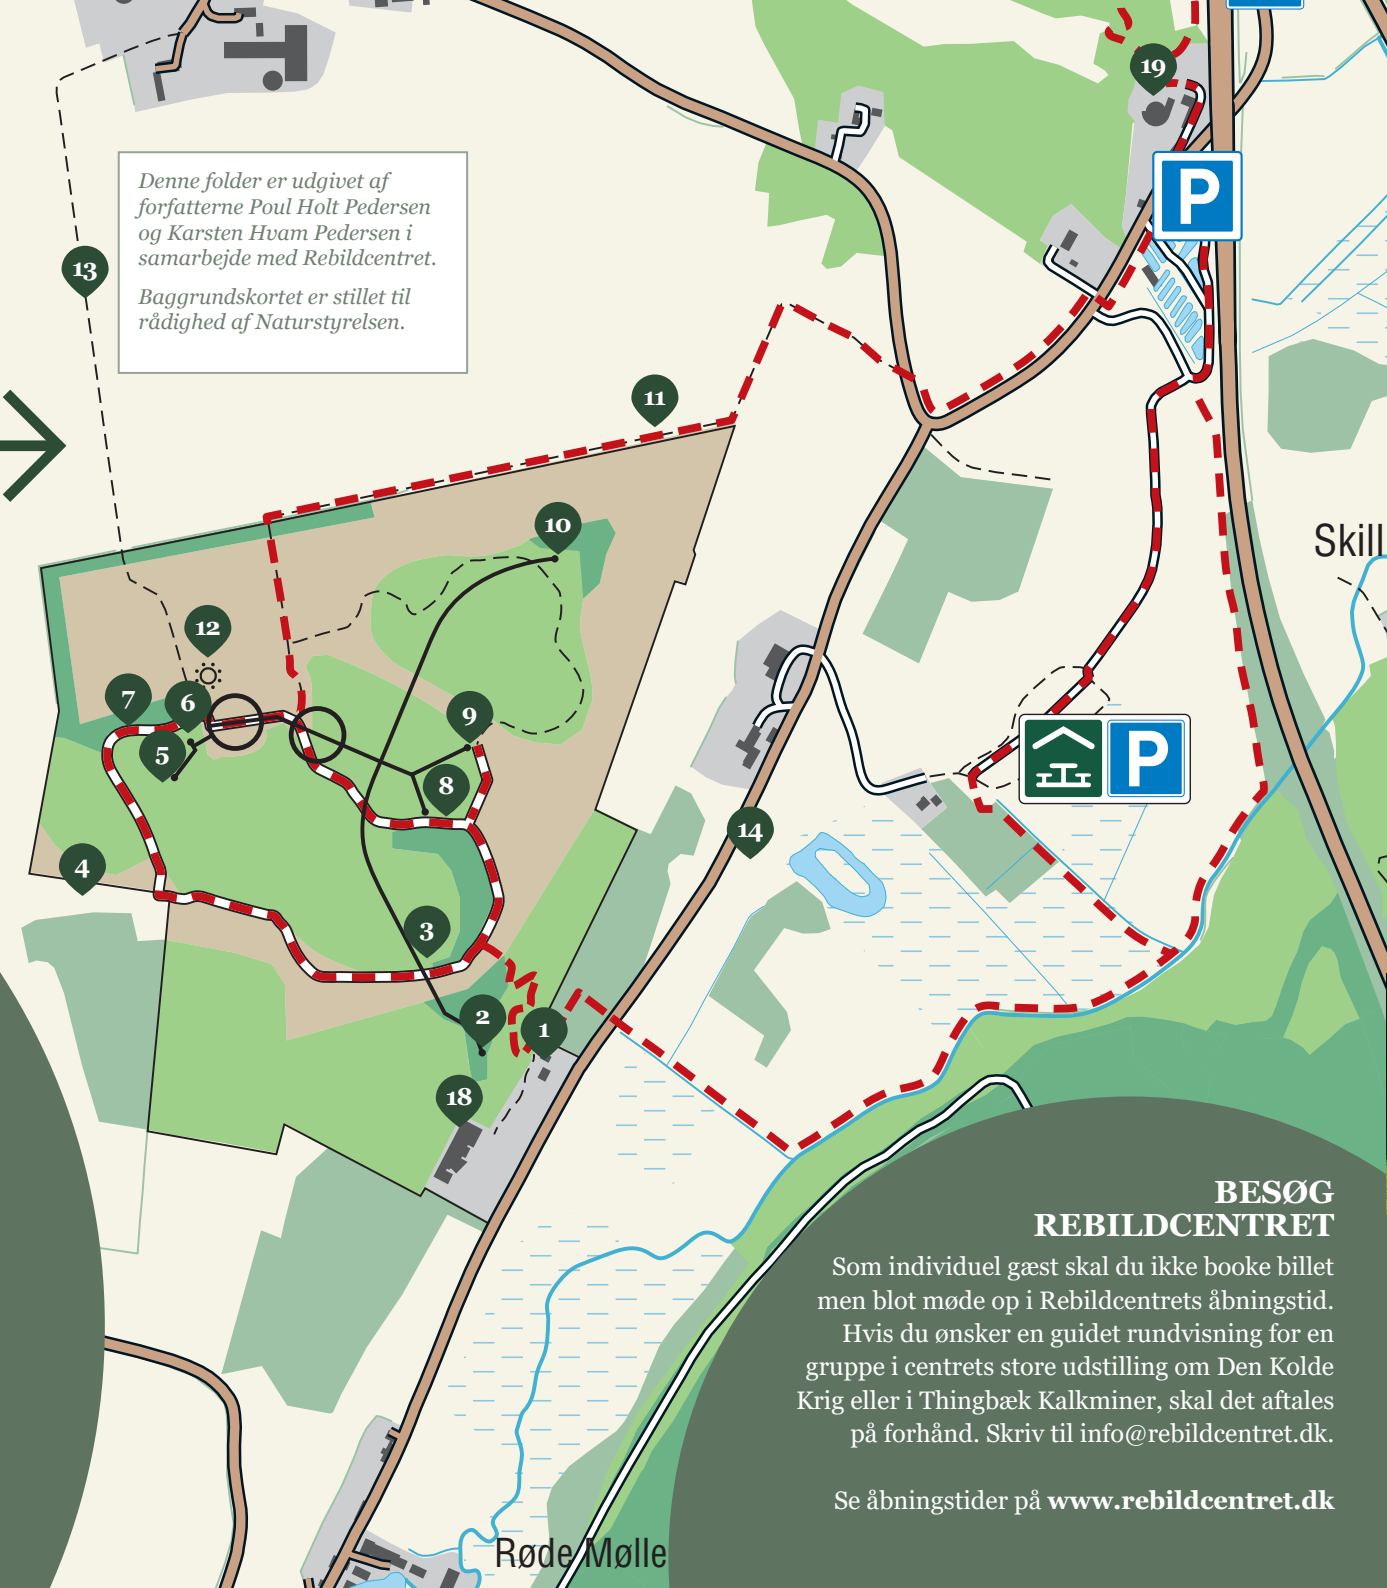 19
P
Denne folder er udgivet af
forfatterne Poul Holt Pedersen
og Karsten Hvam Pedersen i
samarbejde med Rebildcentret.
Baggrundskortet er stillet til
rådighed af Naturstyrelsen.
13
11
10
Skill
12
7
6
9
5
P
8
14
4
3
2
1
18
BESØG
REBILDCENTRET
Som individuel gæst skal du ikke booke billet
men blot møde op i Rebildcentrets åbningstid.
Hvis du ønsker en guidet rundvisning for en
gruppe i centrets store udstilling om Den Kolde
Krig eller i Thingbæk Kalkminer, skal det aftales
på forhånd. Skriv til info@rebildcentret.dk.
Se åbningstider på www.rebildcentret.dk
Røde Mølle